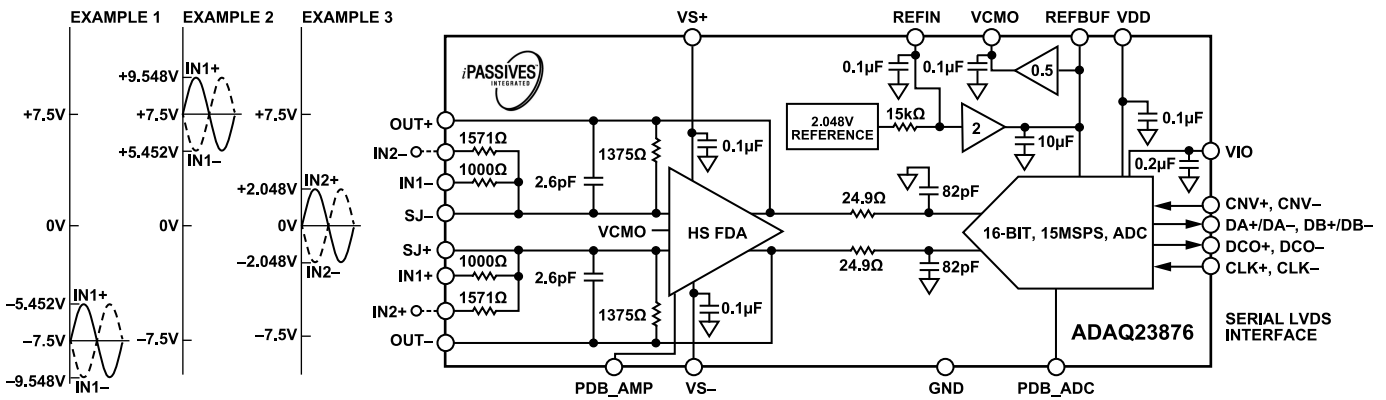 EXAMPLE 1
+7.5V
0V
IN1+
–5.452V
–7.5V
–9.548V
IN1–
EXAMPLE 2
IN1+
+9.548V
+7.5V
+5.452V
IN1–
0V
–7.5V
EXAMPLE 3
+7.5V
IN2+
+2.048V
0V
–2.048V
IN2–
–7.5V
VS+
REFIN
VCMO
REFBUF
VDD
iPASSIVES
INTEGRATED
0.1µF
0.1µF
0.5
2.048V
REFERENCE
15kΩ
2
10µF
0.1µF
OUT+
1571Ω
IN2–
1000Ω
IN1–
2.6pF
1375Ω
0.1µF
SJ–
VCMO
HS FDA
24.9Ω
82pF
0.2µF
VIO
16-BIT, 15MSPS, ADC
CNV+, CNV–
DA+/DA–, DB+/DB–
DCO+, DCO–
CLK+, CLK–
SJ+
1000Ω
IN1+
1571Ω
IN2+
2.6pF
1375Ω
0.1µF
24.9Ω
82pF
OUT–
ADAQ23876
SERIAL LVDS
INTERFACE
PDB_AMP
VS–
GND
PDB_ADC